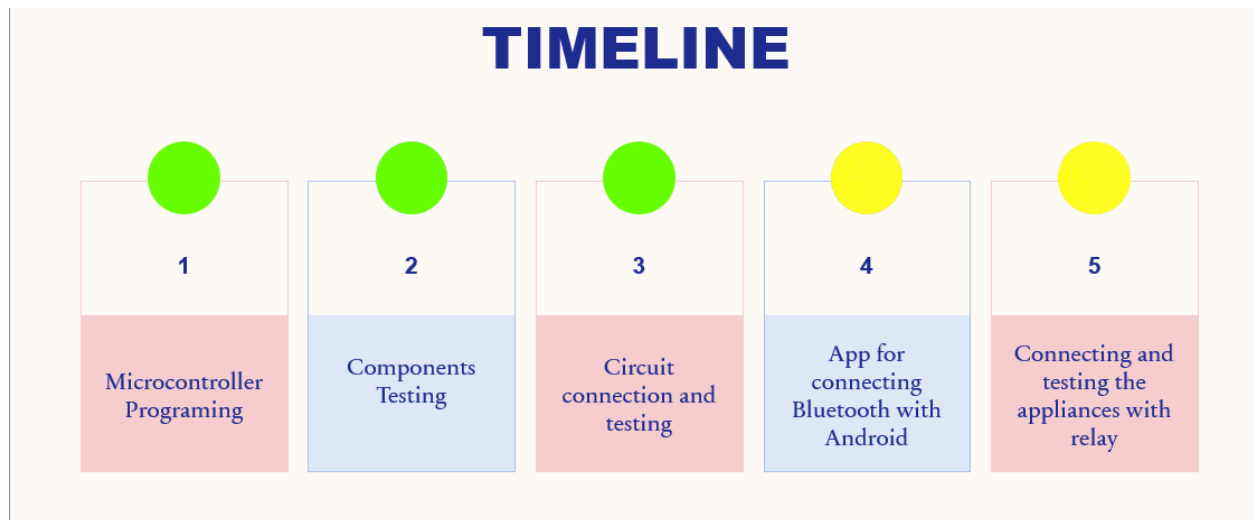 TIMELINE
1
2
3
4
5
Microcontroller
Programing
Components
Testing
Circuit
connection and
testing
App for
connecting
Bluetooth with
Android
Connecting and
testing the
appliances with
relay